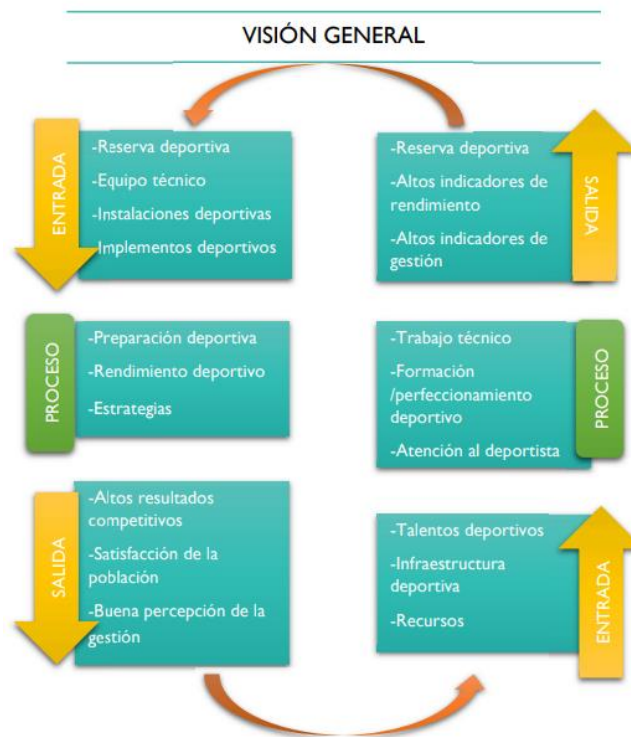 VISIÓN GENERAL
ENTRADA
-Reserva deportiva
-Equipo técnico
-Instalaciones deportivas
-Implementos deportivos
PROCESO
-Preparación deportiva
-Rendimiento deportivo
-Estrategias
SALIDA
-Altos resultados
competitivos
-Satisfacción de la
población
-Buena percepción de la
gestión
-Reserva deportiva
-Altos indicadores de
rendimiento
-Altos indicadores de
gestión
SALIDA
-Trabajo técnico
-Formación
/perfeccionamiento
deportivo
-Atención al deportista
PROCESO
-Talentos deportivos
-Infraestructura
deportiva
-Recursos
ENTRADA